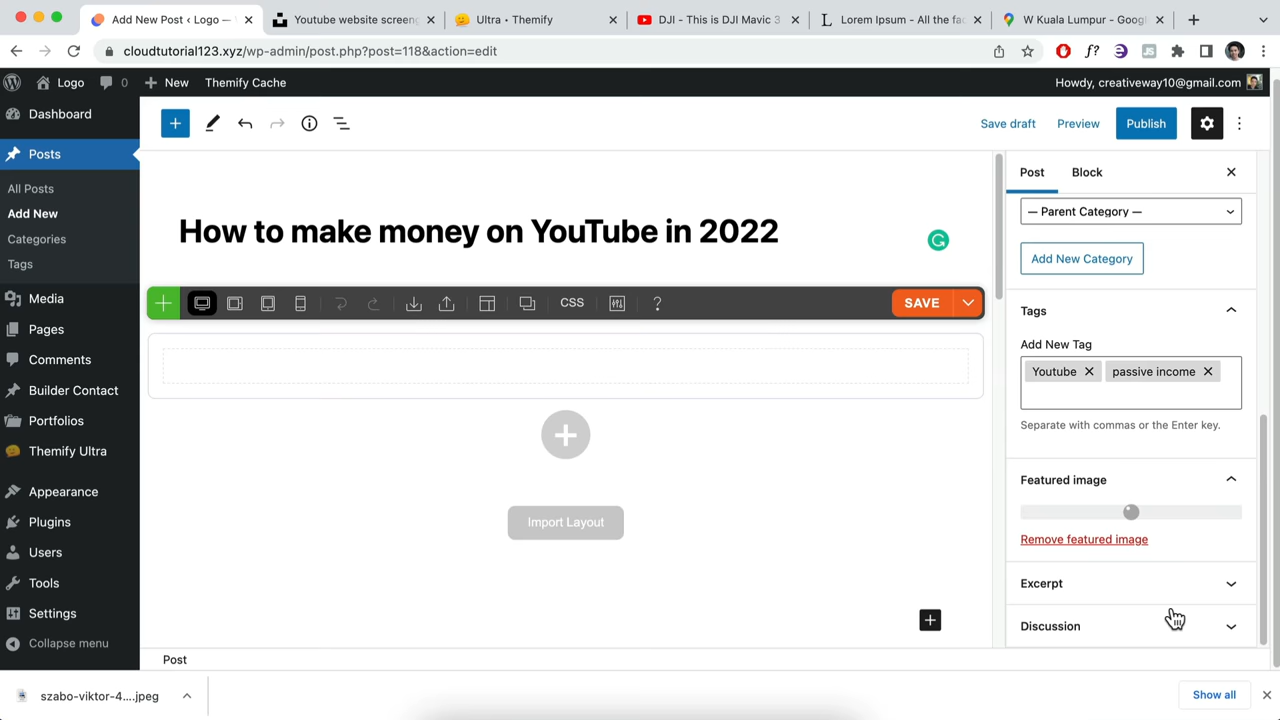 Add New Post ‹ Logo —
Youtube website screen
Ultra • Themify
DJI - This is DJI Mavic 3
Lorem Ipsum - All the fa
W Kuala Lumpur - Goog
cloudtutorial123.xyz/wp-admin/post.php?post=118&action=edit
f?
JS
Logo
0
New
Themify Cache
Howdy, creativeway10@gmail.com
Dashboard
Posts
All Posts
Add New
Categories
Tags
Media
Pages
Comments
Builder Contact
Portfolios
Themify Ultra
Appearance
Plugins
Users
Tools
Settings
Collapse menu
Save draft
Preview
Publish
How to make money on YouTube in 2022
CSS
?
SAVE
Import Layout
Post
Block
— Parent Category —
Add New Category
Tags
Add New Tag
Youtube
passive income
Separate with commas or the Enter key.
Featured image
Remove featured image
Excerpt
Discussion
Post
szabo-viktor-4....jpeg
Show all